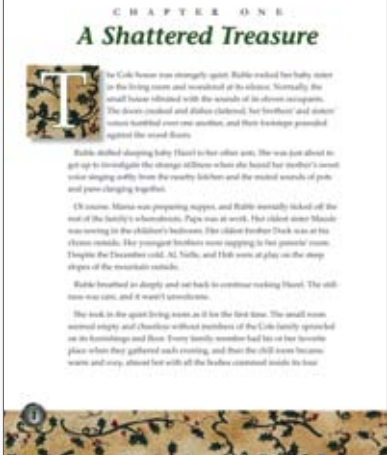 CHAPTER ONE
A Shattered Treasure
The Cole house was strangely quiet. Ruble rocked her baby sister
in the living room and wondered at its silence. Normally, the
small house vibrated with the sounds of its eleven occupants.
The doors creaked and dishes clattered, her brothers' and sisters'
voices tumbled over one another, and their footsteps pounded
against the wood floors.
Ruble shifted sleeping baby Hazel to her other arm. She was just about to
get up to investigate the strange stillness when she heard her mother's sweet
voice singing softly from the nearby kitchen and the muted sounds of pots
and pans clanging together.
Of course. Mama was preparing supper, and Ruble mentally ticked off the
rest of the family's whereabouts. Papa was at work. Her oldest sister Maude
was sewing in the children's bedroom. Her oldest brother Dock was at his
chores outside. Her youngest brothers were napping in her parents' room.
Despite the December cold, Al, Nelle, and Hub were at play on the steep
slopes of the mountain outside.
Ruble breathed in deeply and sat back to continue rocking Hazel. The still-
ness was rare, and it wasn't unwelcome.
She took in the quiet living room as if for the first time. The small room
seemed empty and cheerless without members of the Cole family sprawled
on its furnishings and floor. Every family member had his or her favorite
place when they gathered each evening, and then the chill room became
warm and cozy, almost hot with all the bodies crammed inside its four
1